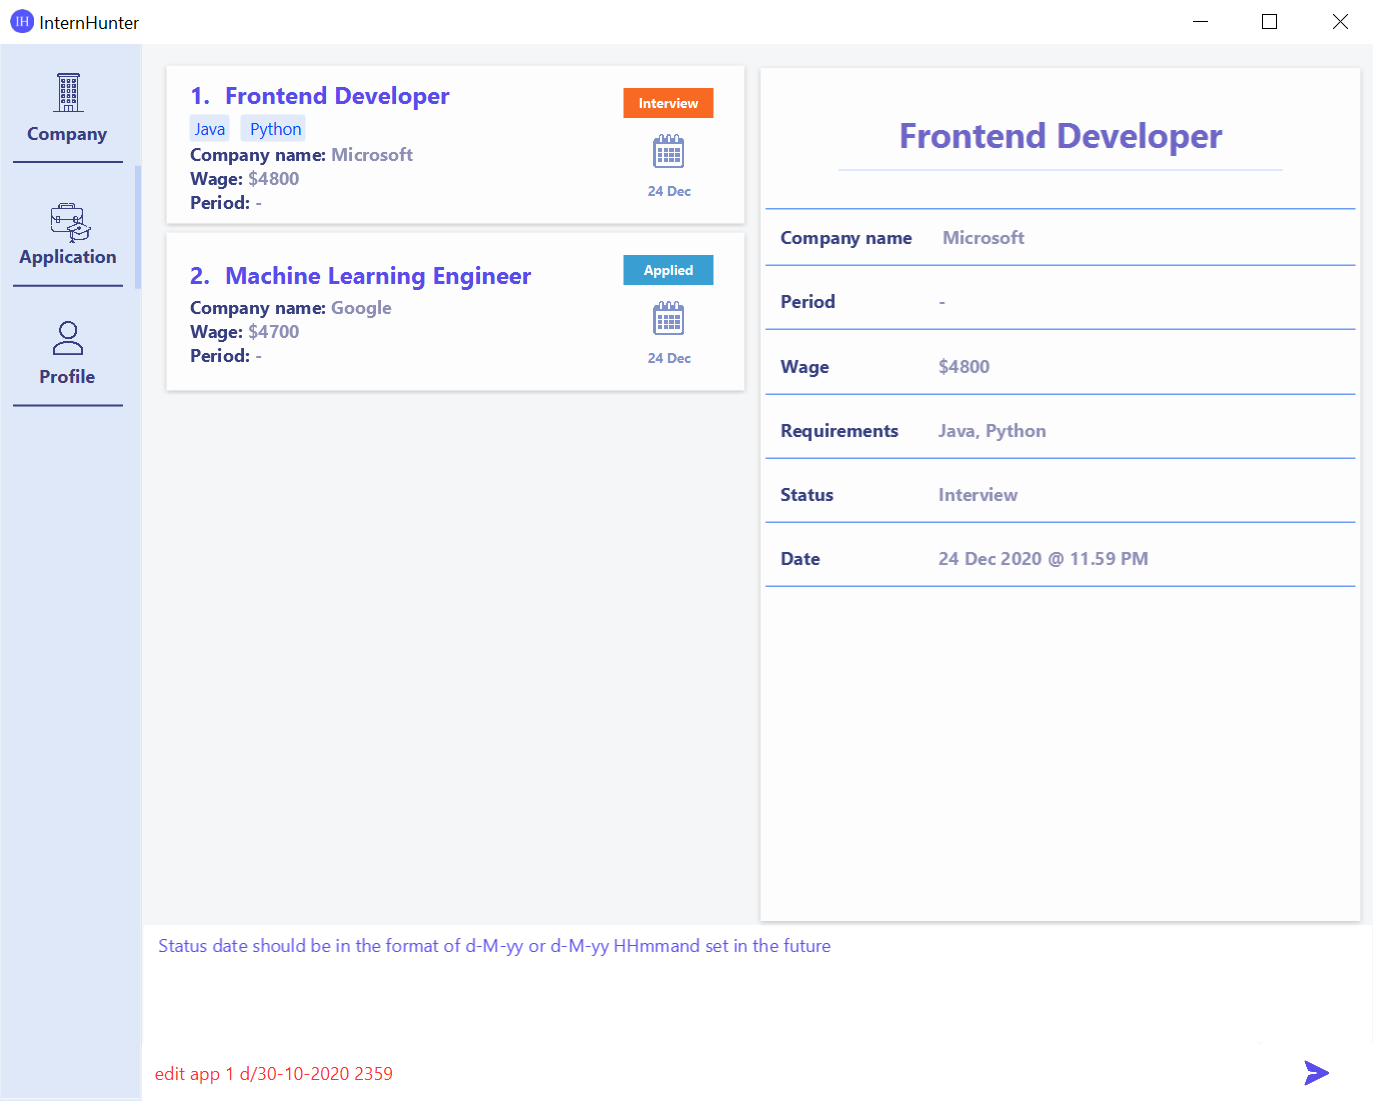 IH InternHunter
Company
Application
Profile
1. Frontend Developer
Java Python
Company name: Microsoft
Wage: $4800
Period: -
Interview
24 Dec
2. Machine Learning Engineer
Company name: Google
Wage: $4700
Period: -
Applied
24 Dec
Frontend Developer
Company name Microsoft
Period -
Wage $4800
Requirements Java, Python
Status Interview
Date 24 Dec 2020 @ 11.59 PM
Status date should be in the format of d-M-yy or d-M-yy HHmmand set in the future
edit app 1 d/30-10-2020 2359